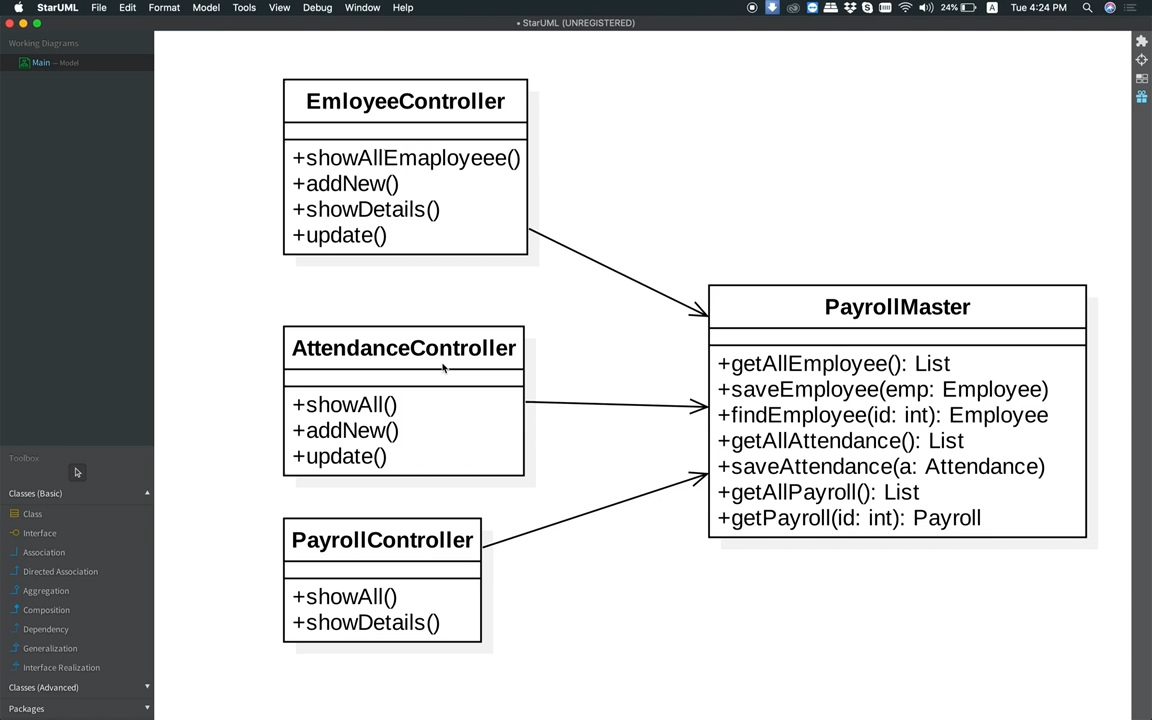 StarUML File Edit Format Model Tools View Debug Window Help 24% A Tue 4:24 PM
• StarUML (UNREGISTERED)
Working Diagrams
Main — Model
EmloyeeController
+showAllEmaployeee()
+addNew()
+showDetails()
+update()
AttendanceController
+showAll()
+addNew()
+update()
PayrollController
+showAll()
+showDetails()
PayrollMaster
+getAllEmployee(): List
+saveEmployee(emp: Employee)
+findEmployee(id: int): Employee
+getAllAttendance(): List
+saveAttendance(a: Attendance)
+getAllPayroll(): List
+getPayroll(id: int): Payroll
Toolbox
Classes (Basic)
Class
Interface
Association
Directed Association
Aggregation
Composition
Dependency
Generalization
Interface Realization
Classes (Advanced)
Packages